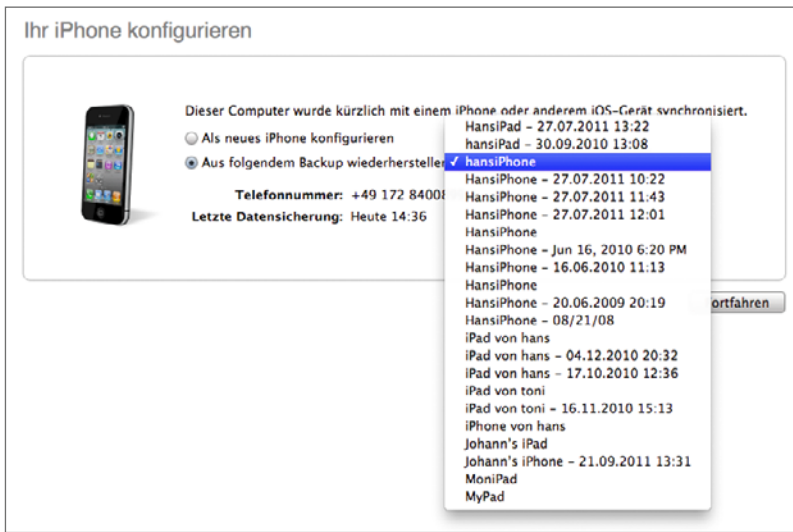 Ihr iPhone konfigurieren
Dieser Computer wurde kürzlich mit einem iPhone oder anderem iOS-Gerät synchronisiert.
Als neues iPhone konfigurieren
Aus folgendem Backup wiederhersteller
Telefonnummer: +49 172 8400
Letzte Datensicherung: Heute 14:36
HansiPad – 27.07.2011 13:22
hansiPad – 30.09.2010 13:08
✓ hansiPhone
HansiPhone – 27.07.2011 10:22
HansiPhone – 27.07.2011 11:43
HansiPhone – 27.07.2011 12:01
HansiPhone
HansiPhone – Jun 16, 2010 6:20 PM
HansiPhone – 16.06.2010 11:13
HansiPhone
HansiPhone – 20.06.2009 20:19
HansiPhone – 08/21/08
iPad von hans
iPad von hans – 04.12.2010 20:32
iPad von hans – 17.10.2010 12:36
iPad von toni
iPad von toni – 16.11.2010 15:13
iPhone von hans
Johann's iPad
Johann's iPhone – 21.09.2011 13:31
MoniPad
MyPad
ortfahren